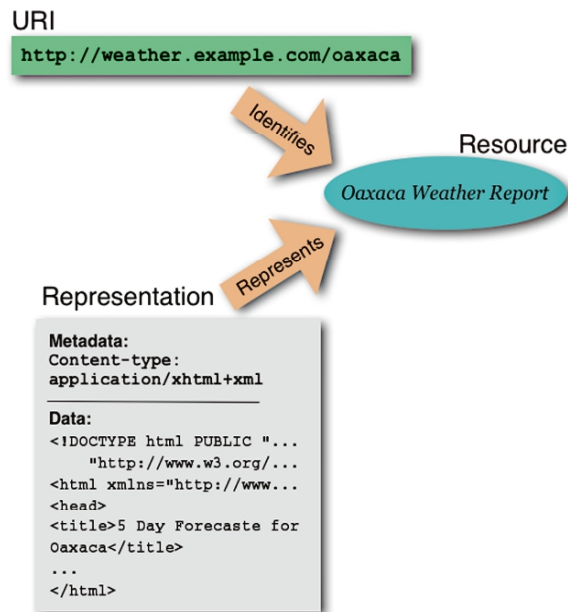 URI
http://weather.example.com/oaxaca
Identifies
Resource
Oaxaca Weather Report
Represents
Representation
Metadata:
Content-type:
application/xhtml+xml
Data:
<!DOCTYPE html PUBLIC "...
"http://www.w3.org/...
<html xmlns="http://www...
<head>
<title>5 Day Forecaste for
Oaxaca</title>
...
</html>